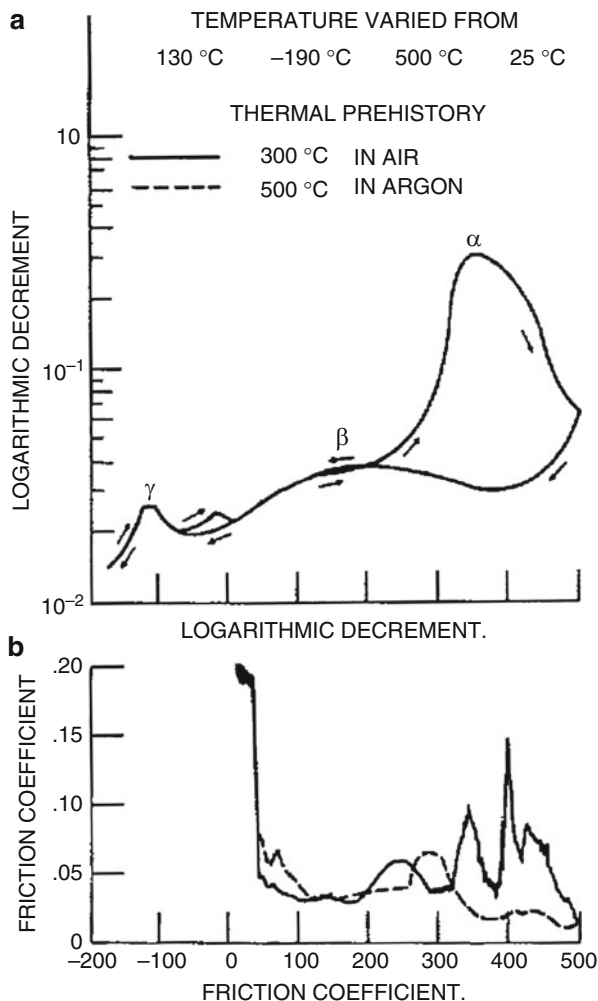 a
TEMPERATURE VARIED FROM
130 °C –190 °C 500 °C 25 °C
THERMAL PREHISTORY
300 °C IN AIR
500 °C IN ARGON
LOGARITHMIC DECREMENT
10
10–1
10–2
α
β
γ
LOGARITHMIC DECREMENT.
b
FRICTION COEFFICIENT
.20
.15
.10
.05
0
–200 –100 0 100 200 300 400 500
FRICTION COEFFICIENT.